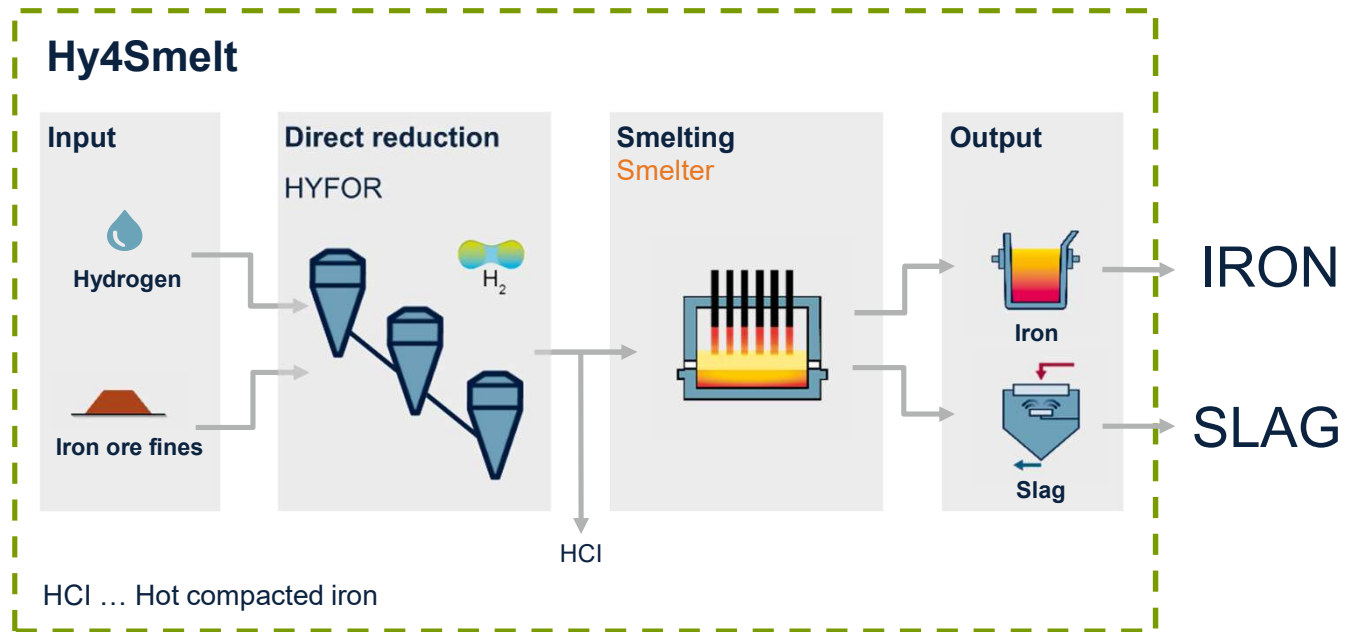 Hy4Smelt
Input
Hydrogen
Iron ore fines
Direct reduction
HYFOR
H₂
HCI
Smelting
Smelter
Output
Iron
Slag
IRON
SLAG
HCI … Hot compacted iron